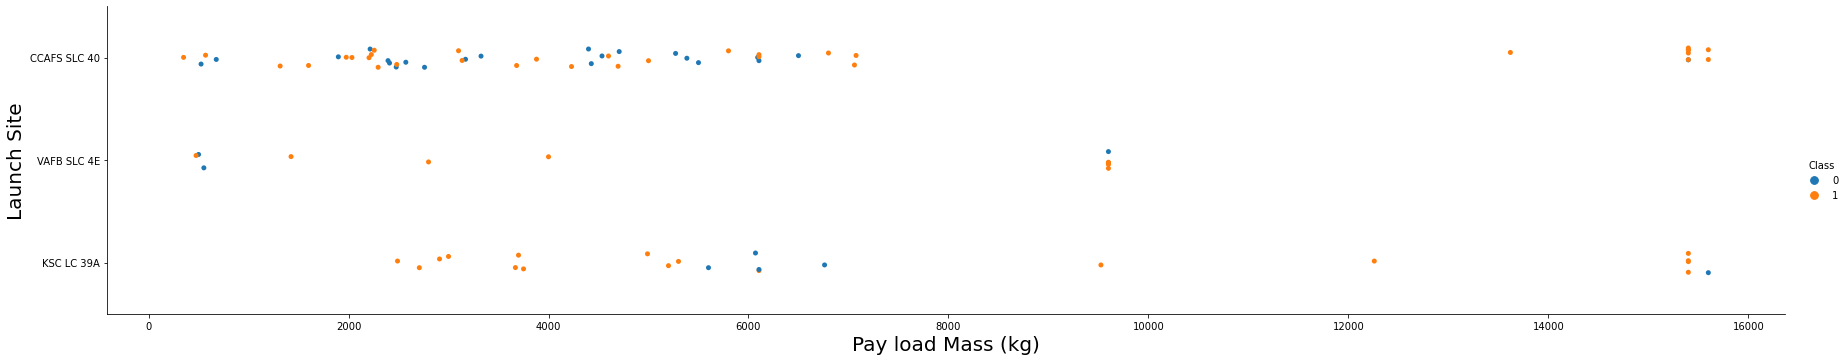 Launch Site
CCAFS SLC 40
VAFB SLC 4E
KSC LC 39A
0
2000
4000
6000
8000
10000
12000
14000
16000
Pay load Mass (kg)
Class
0
1